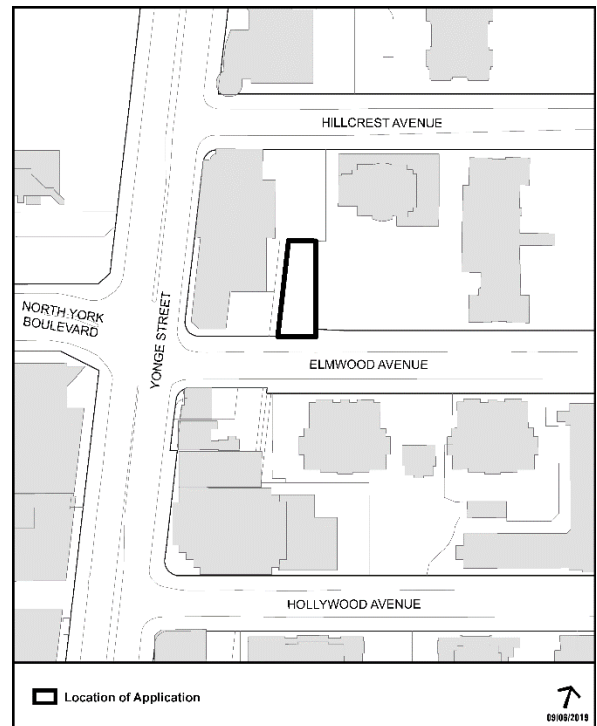 HILLCREST AVENUE
NORTH YORK
BOULEVARD
YONGE STREET
ELMWOOD AVENUE
HOLLYWOOD AVENUE
Location of Application
09/06/2019